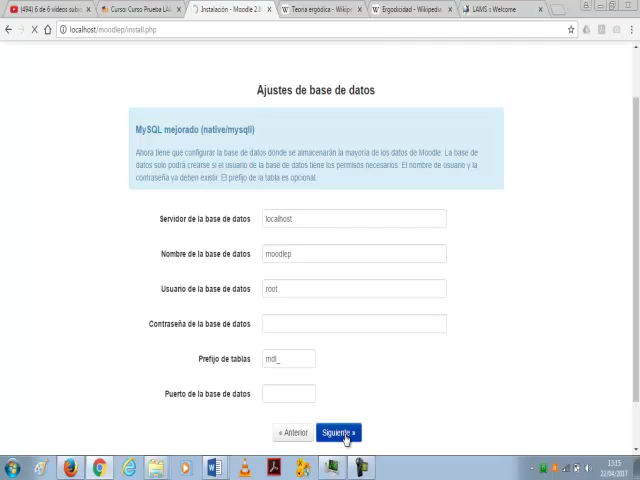 (494) 6 de 6 videos subi
Curso: Curso Prueba LA
Instalación - Moodle 2.
Teoría ergódica - Wikipe
Ergodicidad - Wikipedi
LAMS :: Welcome
localhost/moodlep/install.php
Ajustes de base de datos
MySQL mejorado (native/mysqli)
Ahora tiene que configurar la base de datos donde se almacenarán la mayoría de los datos de Moodle. La base
de datos solo podrá crearse si el usuario de la base de datos tiene los permisos necesarios. El nombre de usuario y la
contraseña ya deben existir. El prefijo de la tabla es opcional.
Servidor de la base de datos localhost
Nombre de la base de datos moodlep
Usuario de la base de datos root
Contraseña de la base de datos
Prefijo de tablas mdl_
Puerto de la base de datos
« Anterior Siguiente »
13:15
22/04/2017